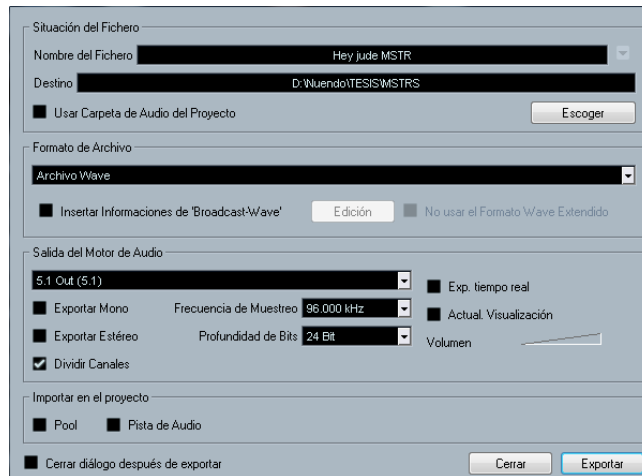 Situación del Fichero
Nombre del Fichero Hey jude MSTR
Destino D:\Nuendo\TESIS\MSTRS
Usar Carpeta de Audio del Proyecto Escoger
Formato de Archivo
Archivo Wave
Insertar Informaciones de 'Broadcast-Wave' Edición No usar el Formato Wave Extendido
Salida del Motor de Audio
5.1 Out (5.1) Exp. tiempo real
Exportar Mono Frecuencia de Muestreo 96.000 kHz Actual. Visualización
Exportar Estéreo Profundidad de Bits 24 Bit Volumen
Dividir Canales
Importar en el proyecto
Pool Pista de Audio
Cerrar diálogo después de exportar Cerrar Exportar